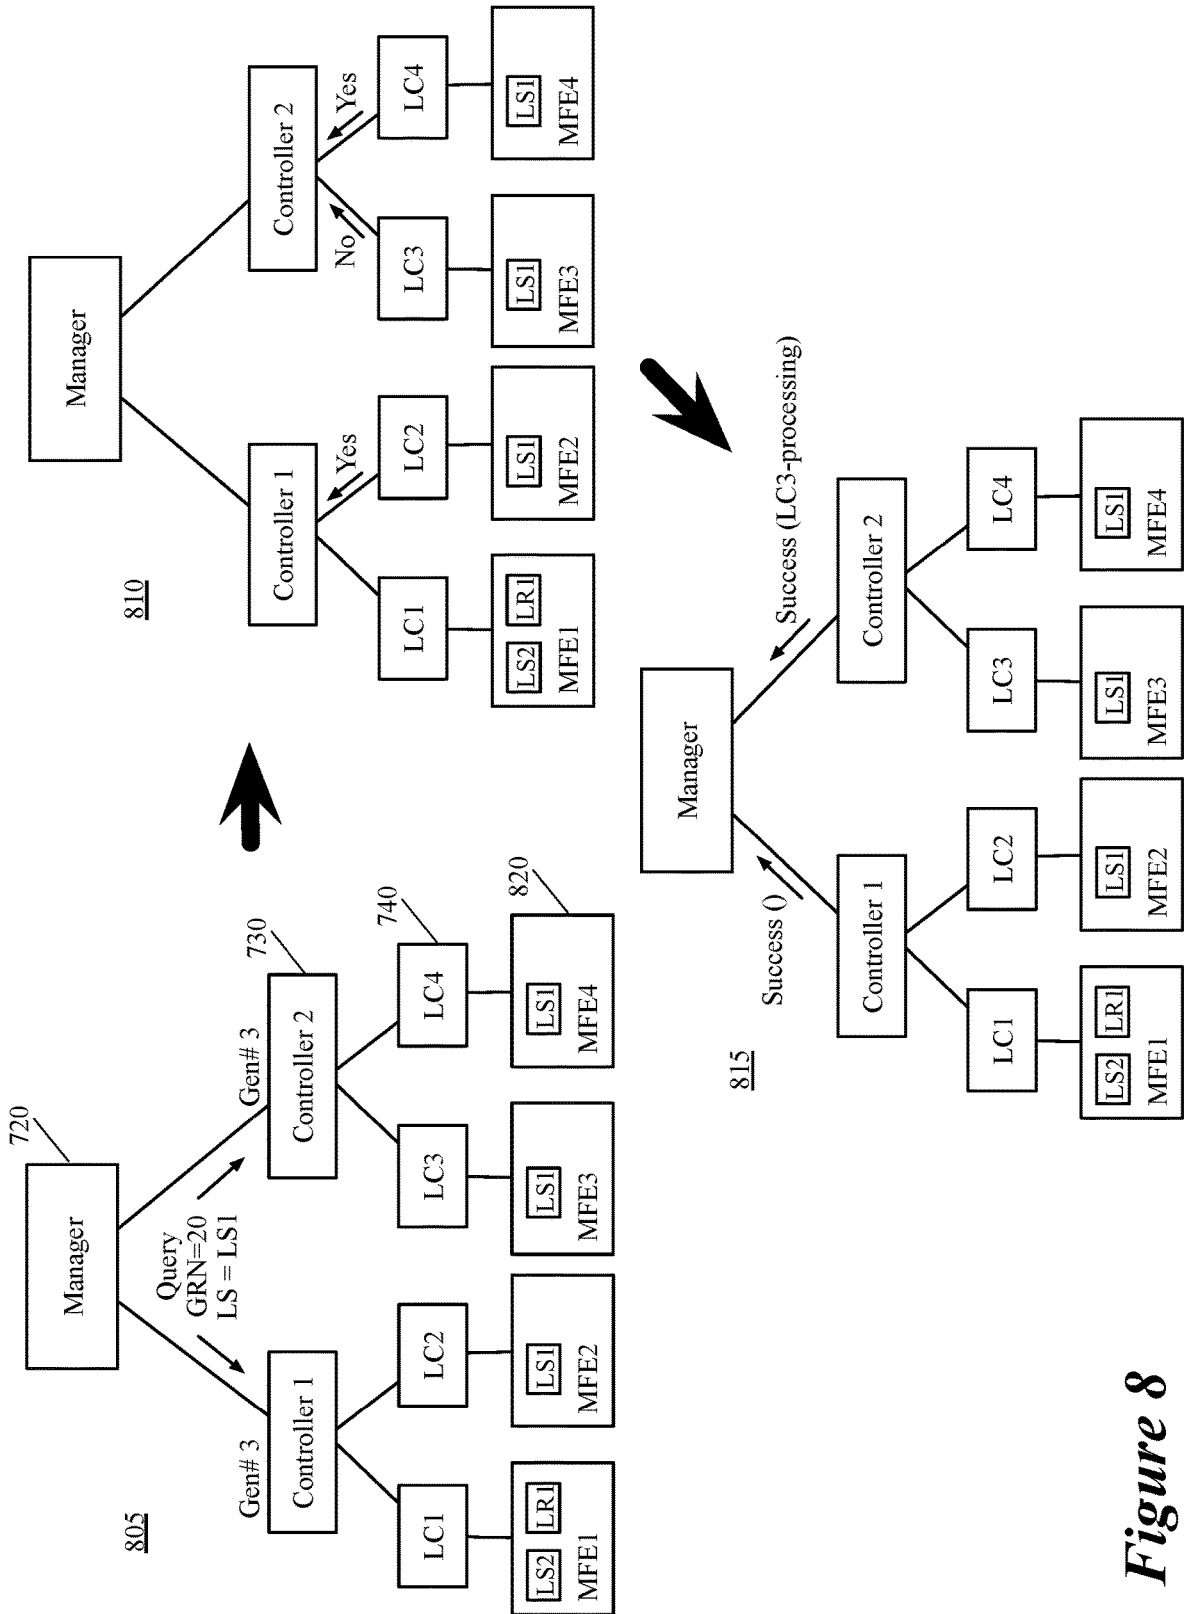 805
720
Manager
Query
GRN=20
LS = LS1
Gen# 3
Gen# 3
730
Controller 1
Controller 2
740
LC1
LC2
LC3
LC4
820
LS2
LR1
MFE1
LS1
MFE2
LS1
MFE3
LS1
MFE4
810
Manager
Controller 1
Controller 2
Yes
No
Yes
LC1
LC2
LC3
LC4
LS2
LR1
MFE1
LS1
MFE2
LS1
MFE3
LS1
MFE4
815
Manager
Success ()
Success (LC3-processing)
Controller 1
Controller 2
LC1
LC2
LC3
LC4
LS2
LR1
MFE1
LS1
MFE2
LS1
MFE3
LS1
MFE4
Figure 8